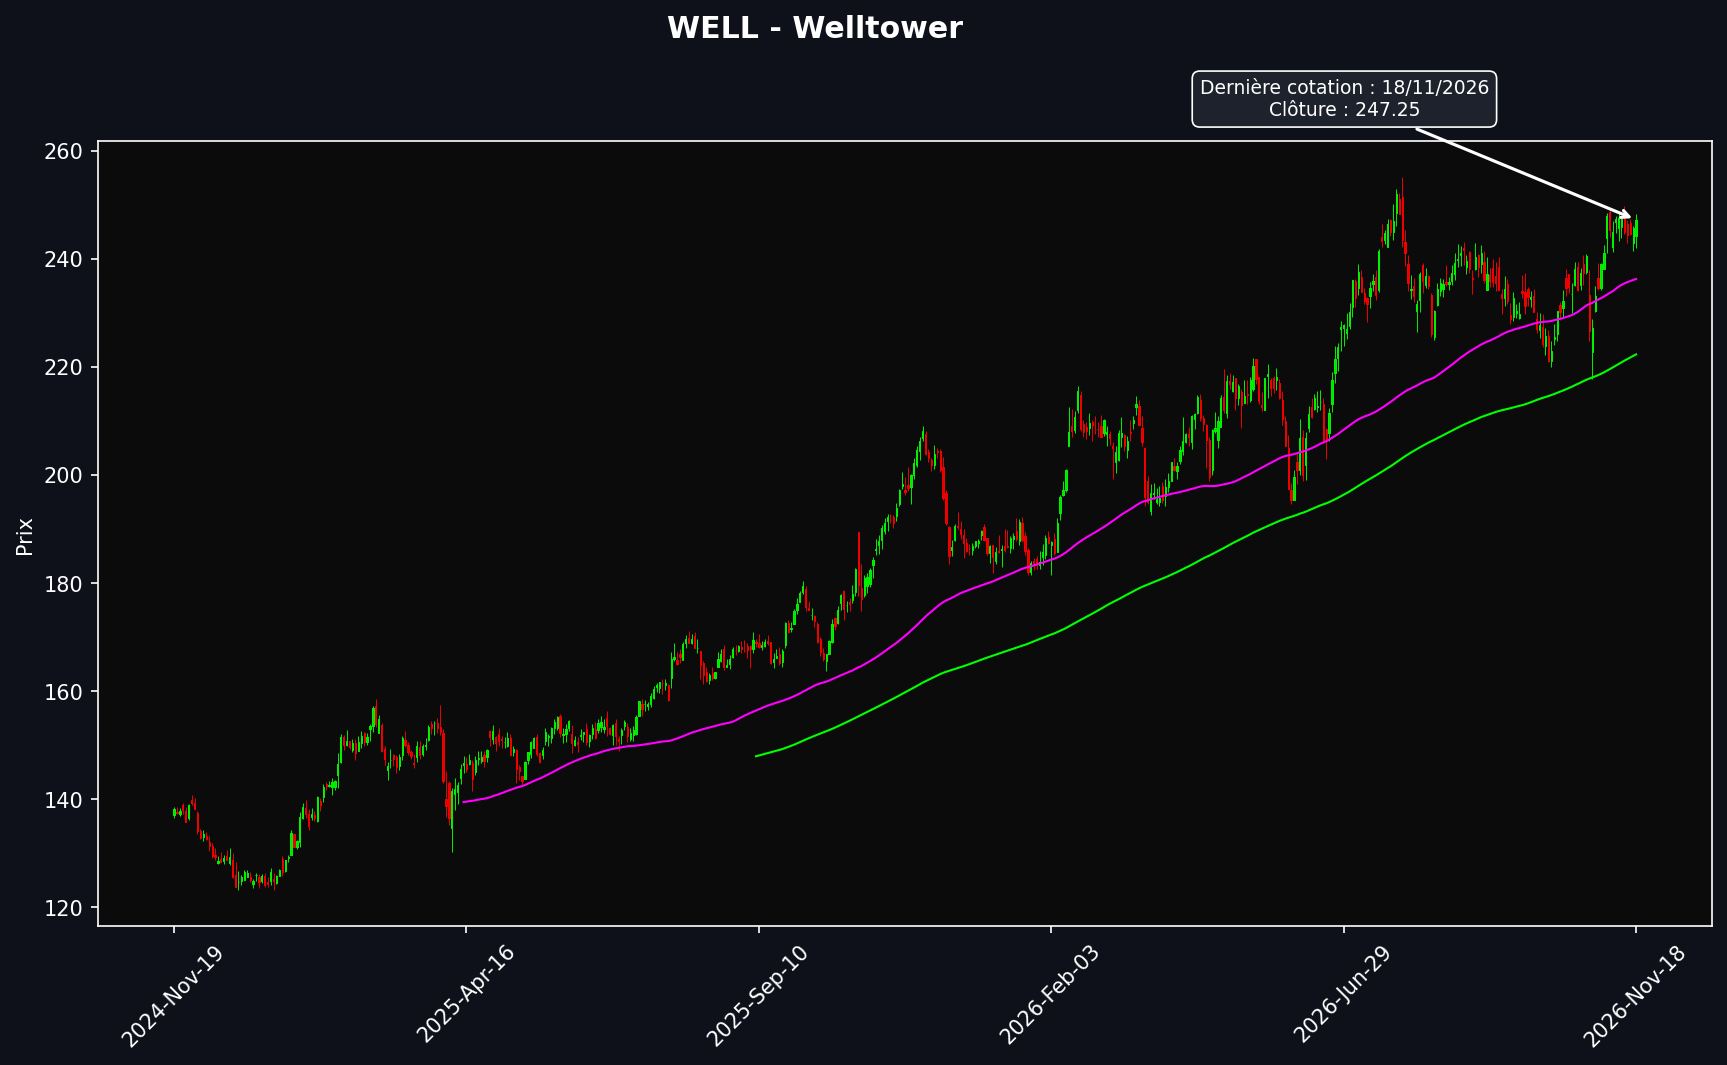 WELL - Welltower
Dernière cotation : 18/11/2026
Clôture : 247.25
260
240
220
200
180
160
140
120
Prix
2024-Nov-19
2025-Apr-16
2025-Sep-10
2026-Feb-03
2026-Jun-29
2026-Nov-18